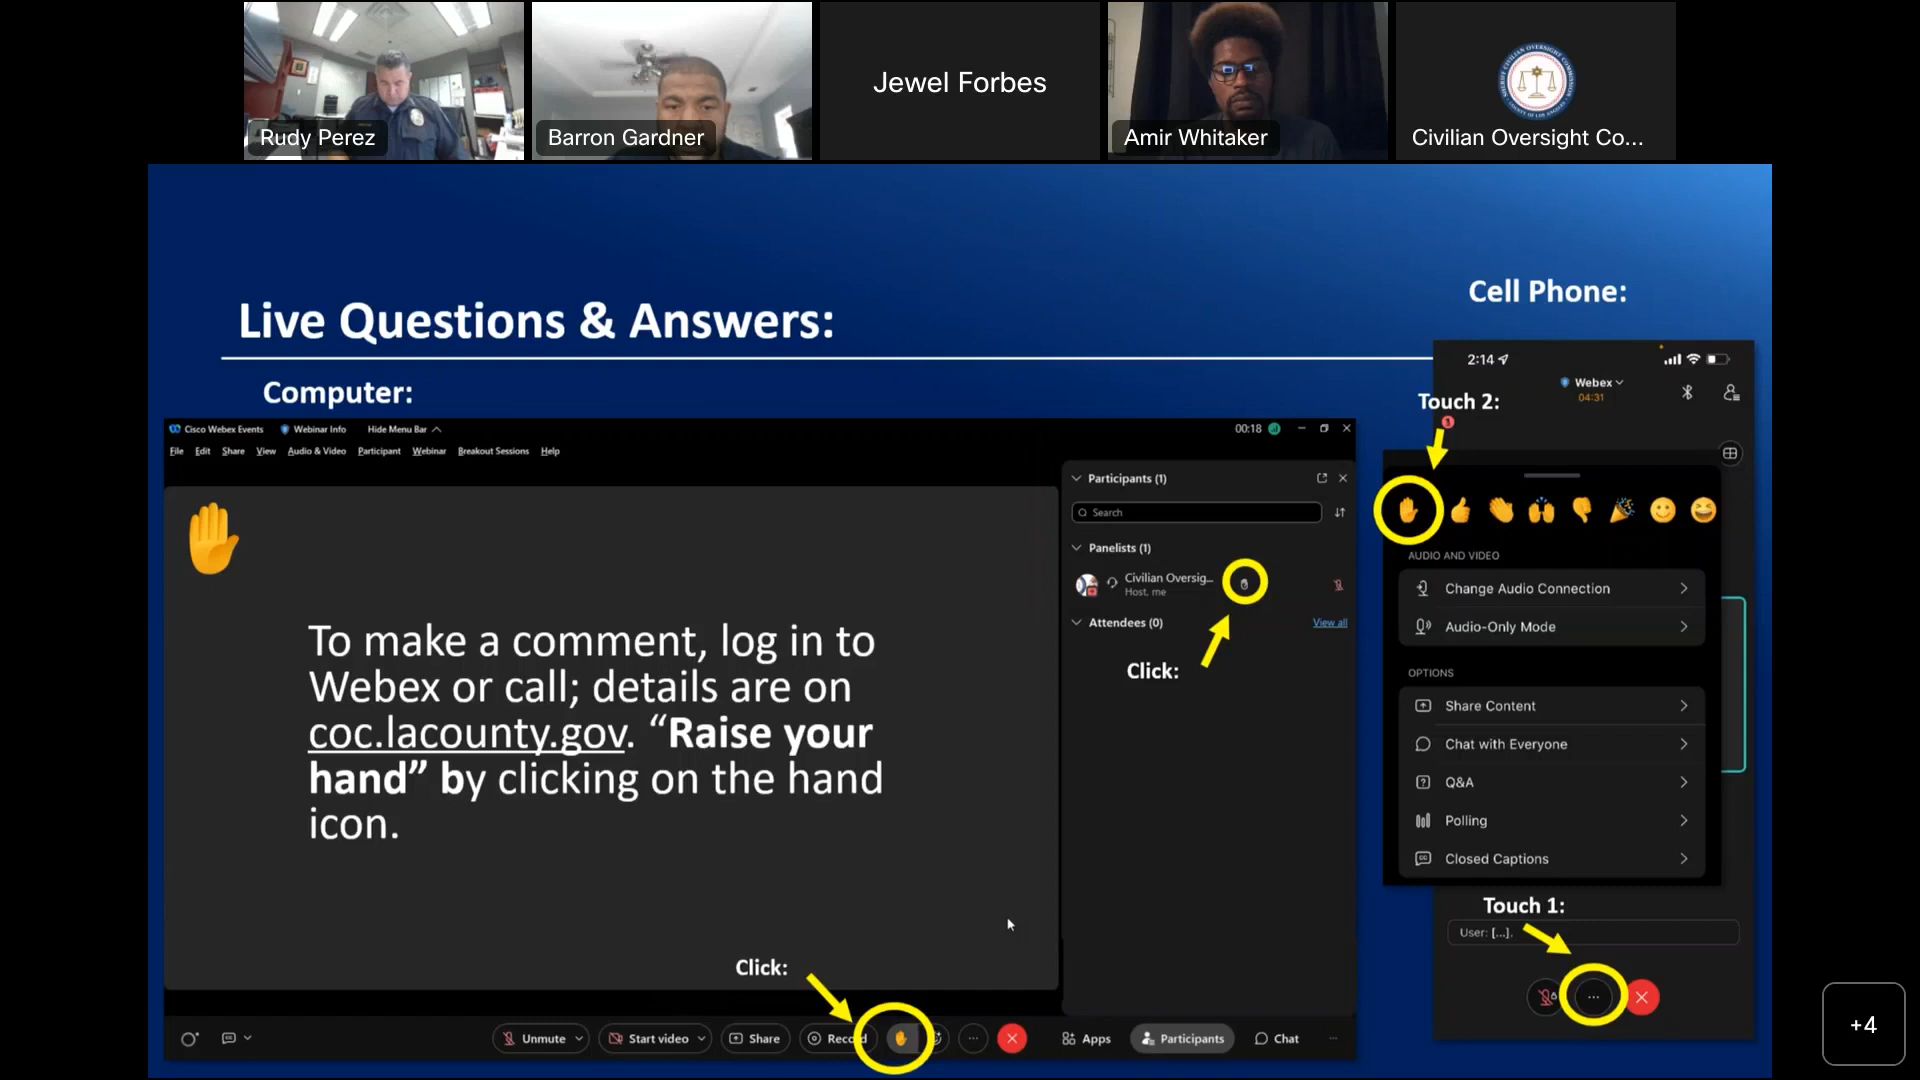 Rudy Perez
Barron Gardner
Jewel Forbes
Amir Whitaker
Civilian Oversight Co...
Live Questions & Answers:
Cell Phone:
Computer:
Cisco Webex Events
Webinar Info
Hide Menu Bar
00:18
File Edit Share View Audio & Video Participant Webinar Breakout Sessions Help
Participants (1)
Search
Panelists (1)
Civilian Oversig...
Host, me
Attendees (0)
View all
Click:
To make a comment, log in to
Webex or call; details are on
coc.lacounty.gov. “Raise your
hand” by clicking on the hand
icon.
Click:
Unmute
Start video
Share
Record
Apps
Participants
Chat
2:14
Webex
04:31
Touch 2:
1
AUDIO AND VIDEO
Change Audio Connection
Audio-Only Mode
OPTIONS
Share Content
Chat with Everyone
Q&A
Polling
Closed Captions
Touch 1:
User: [...],
+4